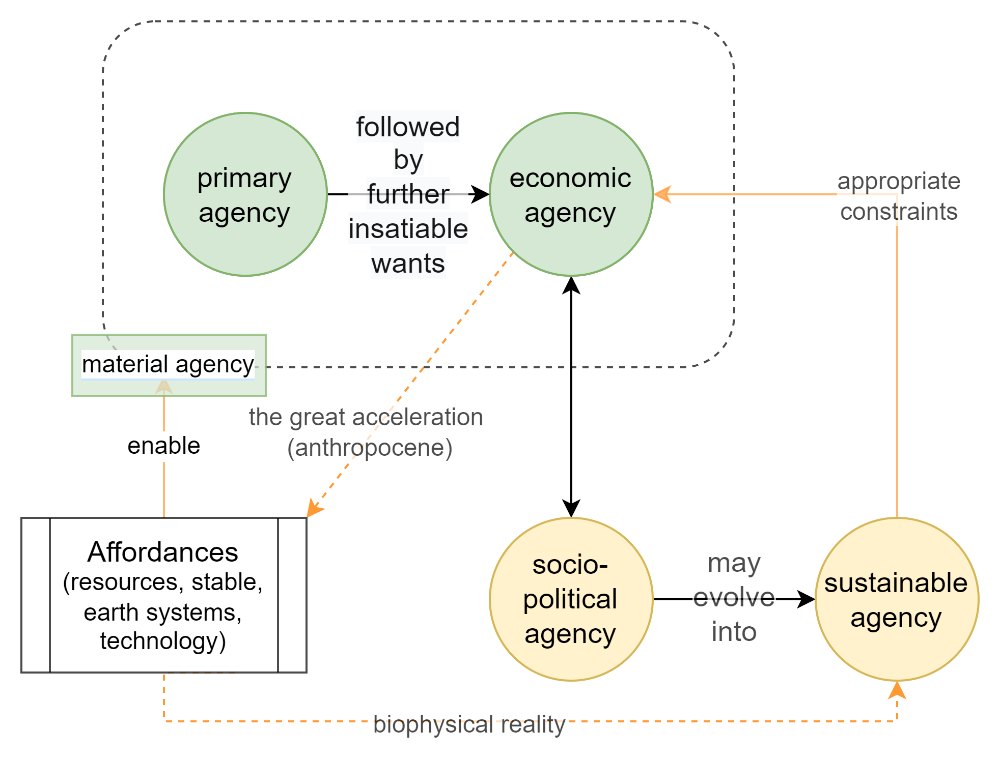 primary
agency
followed
by
further
insatiable
wants
economic
agency
appropriate
constraints
material agency
the great acceleration
(anthropocene)
enable
Affordances
(resources, stable,
earth systems,
technology)
socio-
political
agency
may
evolve
into
sustainable
agency
biophysical reality